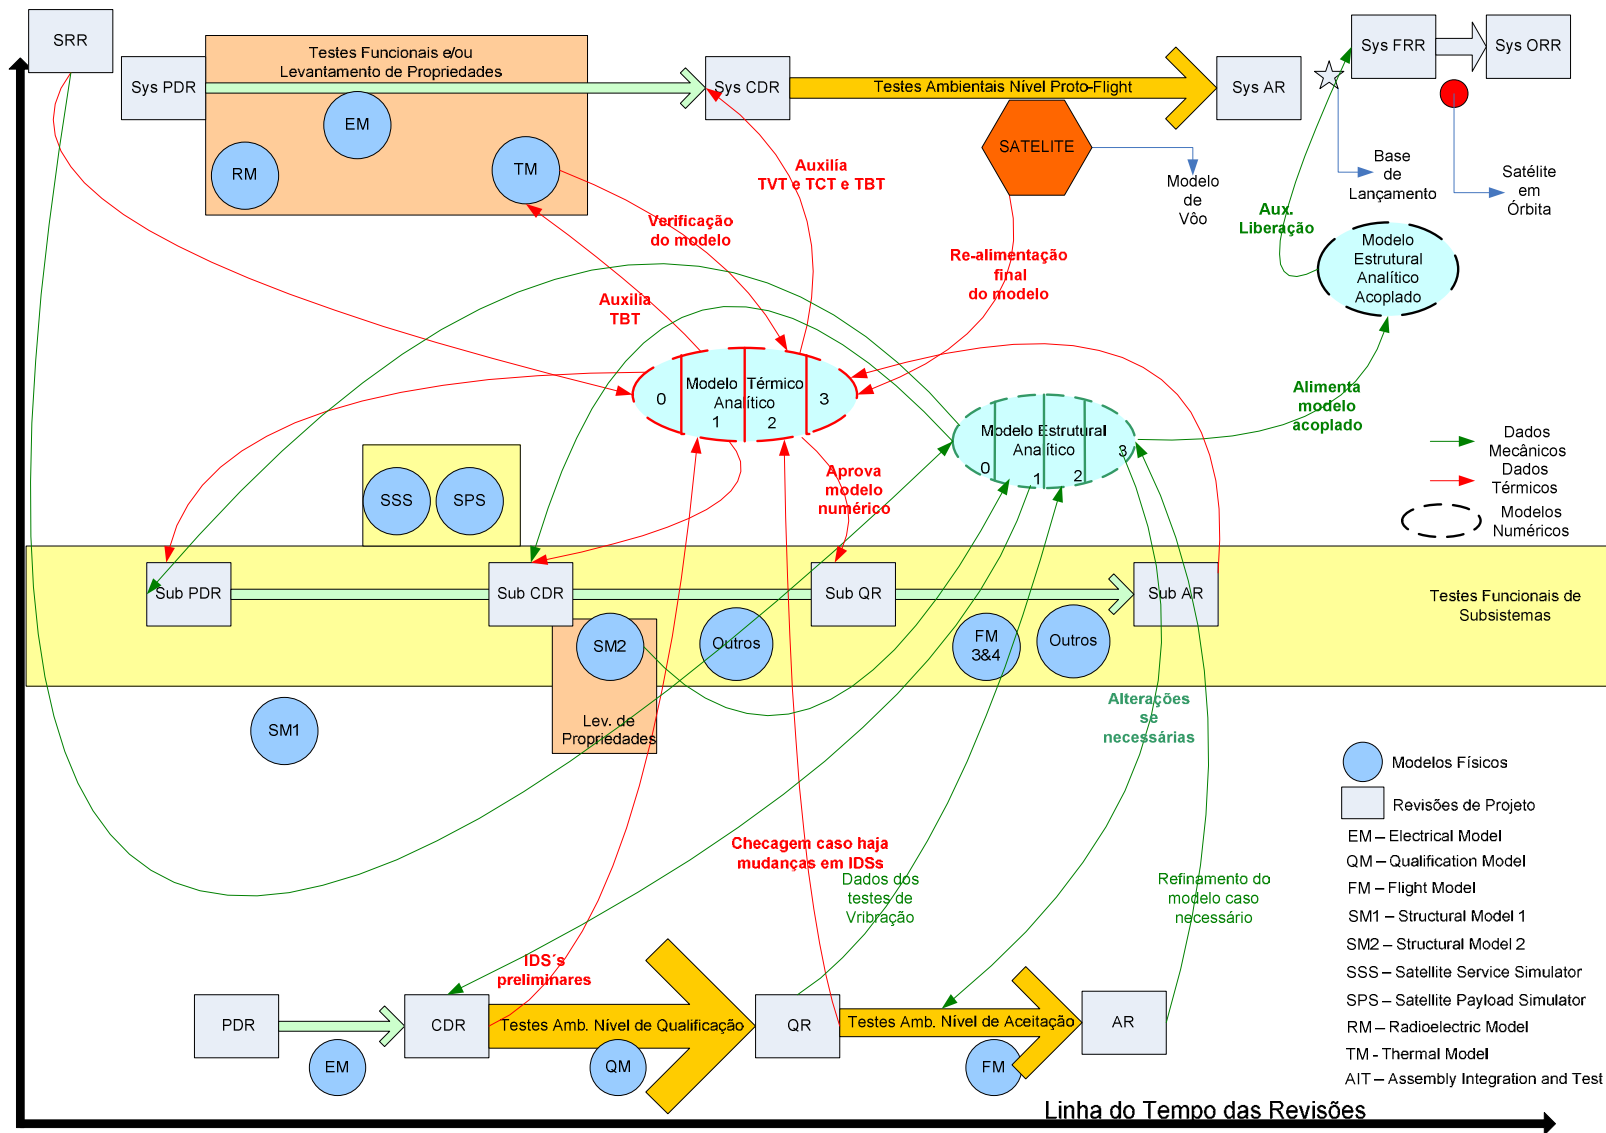 SRR
Sys PDR
Testes Funcionais e/ou
Levantamento de Propriedades
EM
RM
TM
Sys CDR
Testes Ambientais Nível Proto-Flight
Sys AR
Sys FRR
Sys ORR
SATELITE
Modelo
de
Vôo
Base
de
Lançamento
Satélite
em
Órbita
Auxilía
TVT e TCT e TBT
Verificação
do modelo
Auxilia
TBT
Re-alimentação
final
do modelo
Aux.
Liberação
Modelo
Estrutural
Analítico
Acoplado
Modelo Térmico
Analítico
0
1
2
3
Modelo Estrutural
Analítico
0
1
2
3
Alimenta
modelo
acoplado
Aprova
modelo
numérico
Dados
Mecânicos
Dados
Térmicos
Modelos
Numéricos
SSS
SPS
Sub PDR
Sub CDR
Sub QR
Sub AR
Testes Funcionais de
Subsistemas
SM2
Outros
FM
3&4
Outros
SM1
Lev. de
Propriedades
Alterações
se
necessárias
Checagem caso haja
mudanças em IDSs
Dados dos
testes de
Vribração
Refinamento do
modelo caso
necessário
IDS´s
preliminares
PDR
CDR
Testes Amb. Nível de Qualificação
QR
Testes Amb. Nível de Aceitação
AR
EM
QM
FM
Modelos Físicos
Revisões de Projeto
EM – Electrical Model
QM – Qualification Model
FM – Flight Model
SM1 – Structural Model 1
SM2 – Structural Model 2
SSS – Satellite Service Simulator
SPS – Satellite Payload Simulator
RM – Radioelectric Model
TM - Thermal Model
AIT – Assembly Integration and Test
Linha do Tempo das Revisões